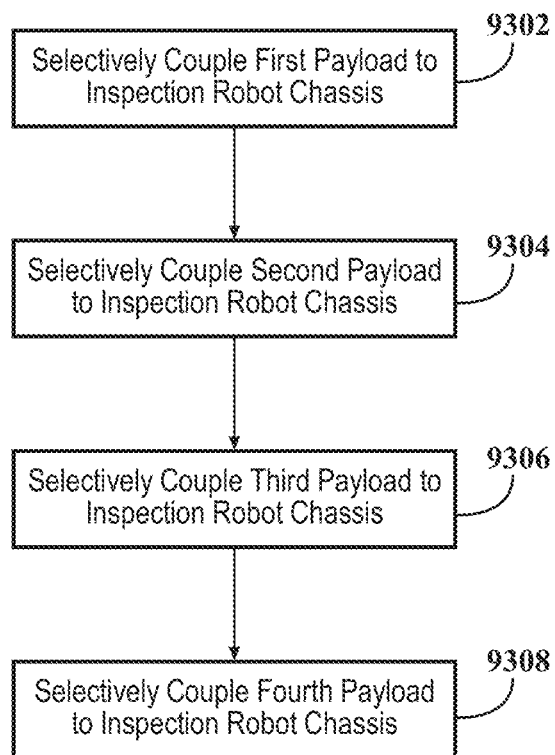 9302
Selectively Couple First Payload to
Inspection Robot Chassis
9304
Selectively Couple Second Payload
to Inspection Robot Chassis
9306
Selectively Couple Third Payload to
Inspection Robot Chassis
9308
Selectively Couple Fourth Payload
to Inspection Robot Chassis